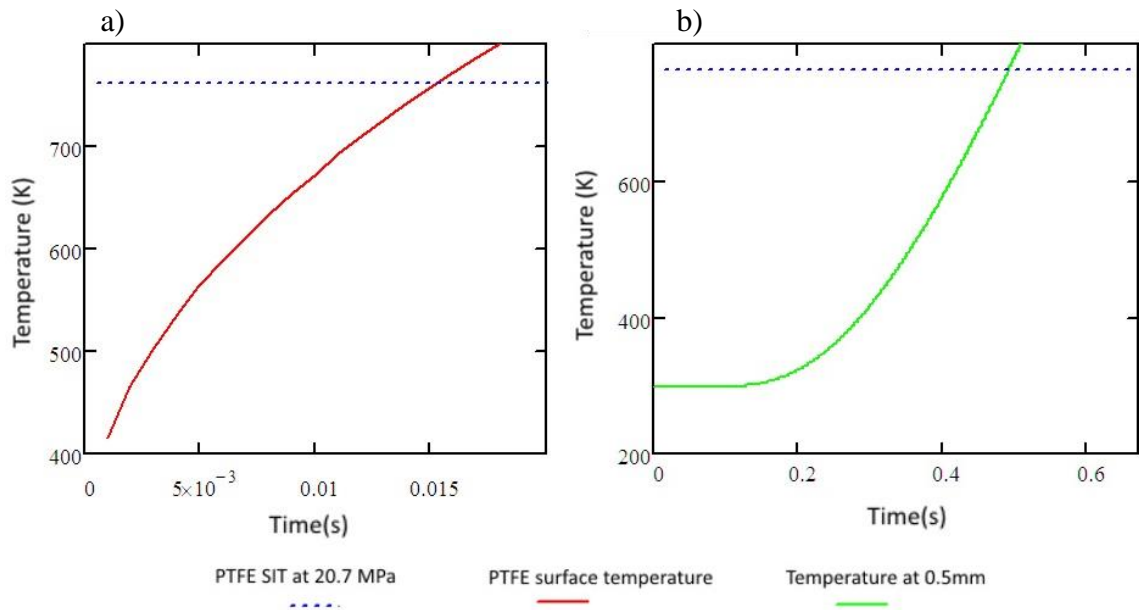 a)
b)
700
600
500
400
Temperature (K)
0
5×10⁻³
0.01
0.015
Time(s)
600
400
200
Temperature (K)
0
0.2
0.4
0.6
Time(s)
PTFE SIT at 20.7 MPa
PTFE surface temperature
Temperature at 0.5mm